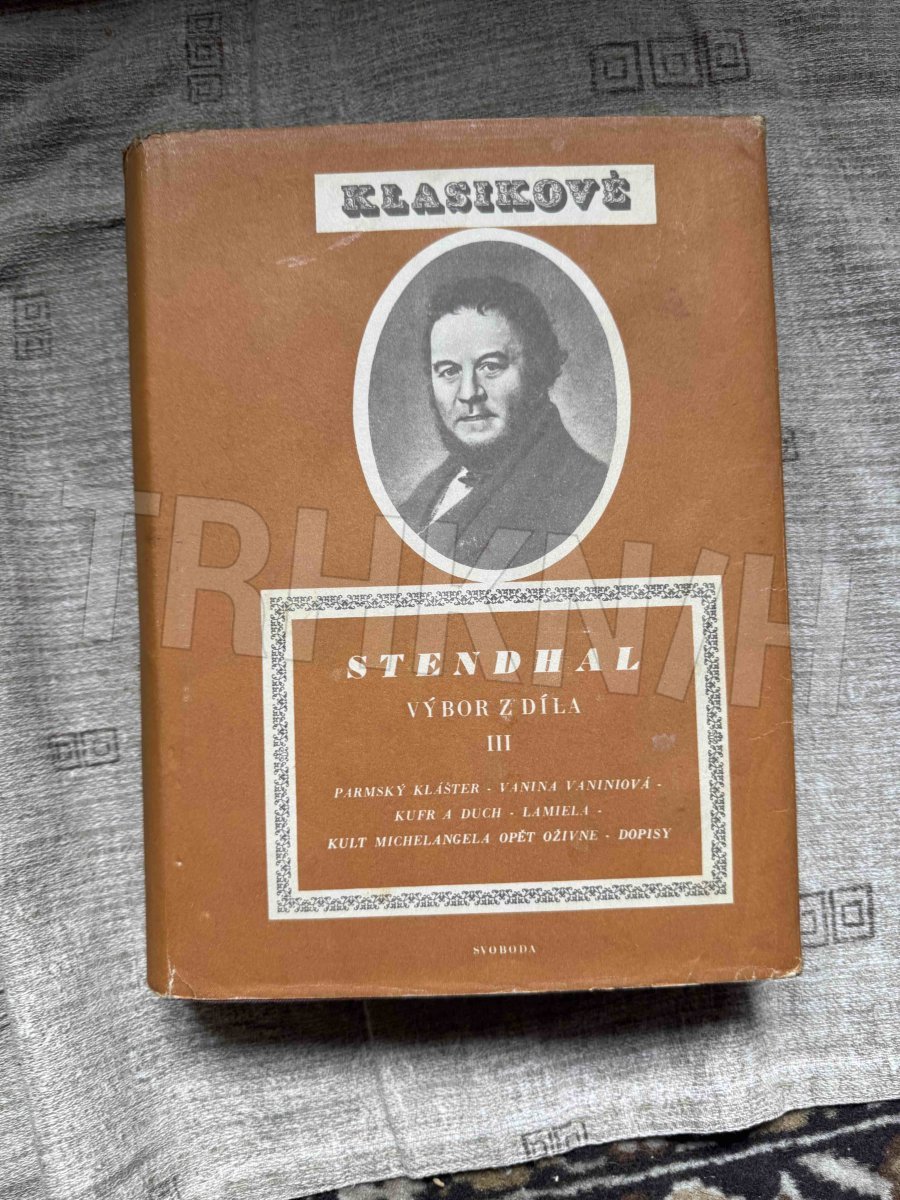 KLASIKOVÉ
STENDHAL
VÝBOR Z DÍLA
III
PARMSKÝ KLÁŠTER - VANINA VANINIOVÁ -
KUFR A DUCH - LAMIELA -
KULT MICHELANGELA OPĚT OŽIVNE - DOPISY
SVOBODA
TRHKNIH